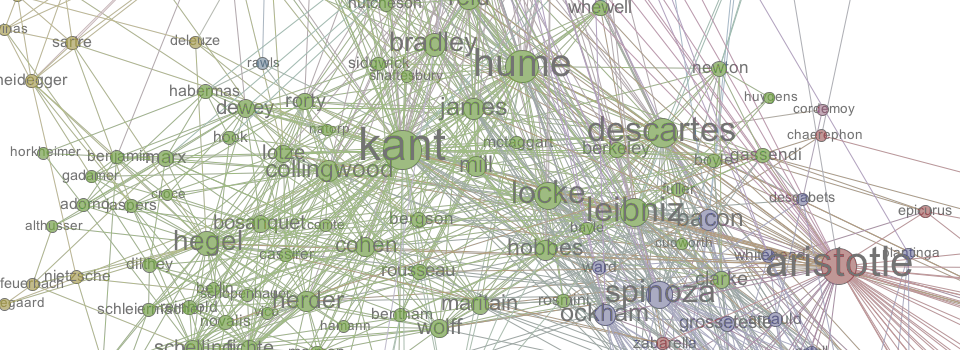 hutcheson
reid
whewell
inas
sartre
deleuze
bradley
hume
rawls
sidgwick
shaftesbury
newton
heidegger
habermas
dewey
rorty
james
huygens
cordemoy
hook
natorp
kant
mctaggart
descartes
berkeley
chaerephon
horkheimer
benjamin
marx
lotze
collingwood
mill
boyle
gassendi
gadamer
croce
locke
fuller
desgabets
adorno
jaspers
leibniz
bacon
epicurus
althusser
bosanquet
comte
bergson
bayle
hegel
cohen
hobbes
cudworth
cassirer
aristotle
plantinga
dilthey
rousseau
ward
clarke
feuerbach
nietzsche
spinoza
egaard
berlin
schopenhauer
herder
maritain
rosmini
ockham
vico
bentham
grosseteste
arnauld
novalis
hamann
wolff
zabarella
schelling
fichte